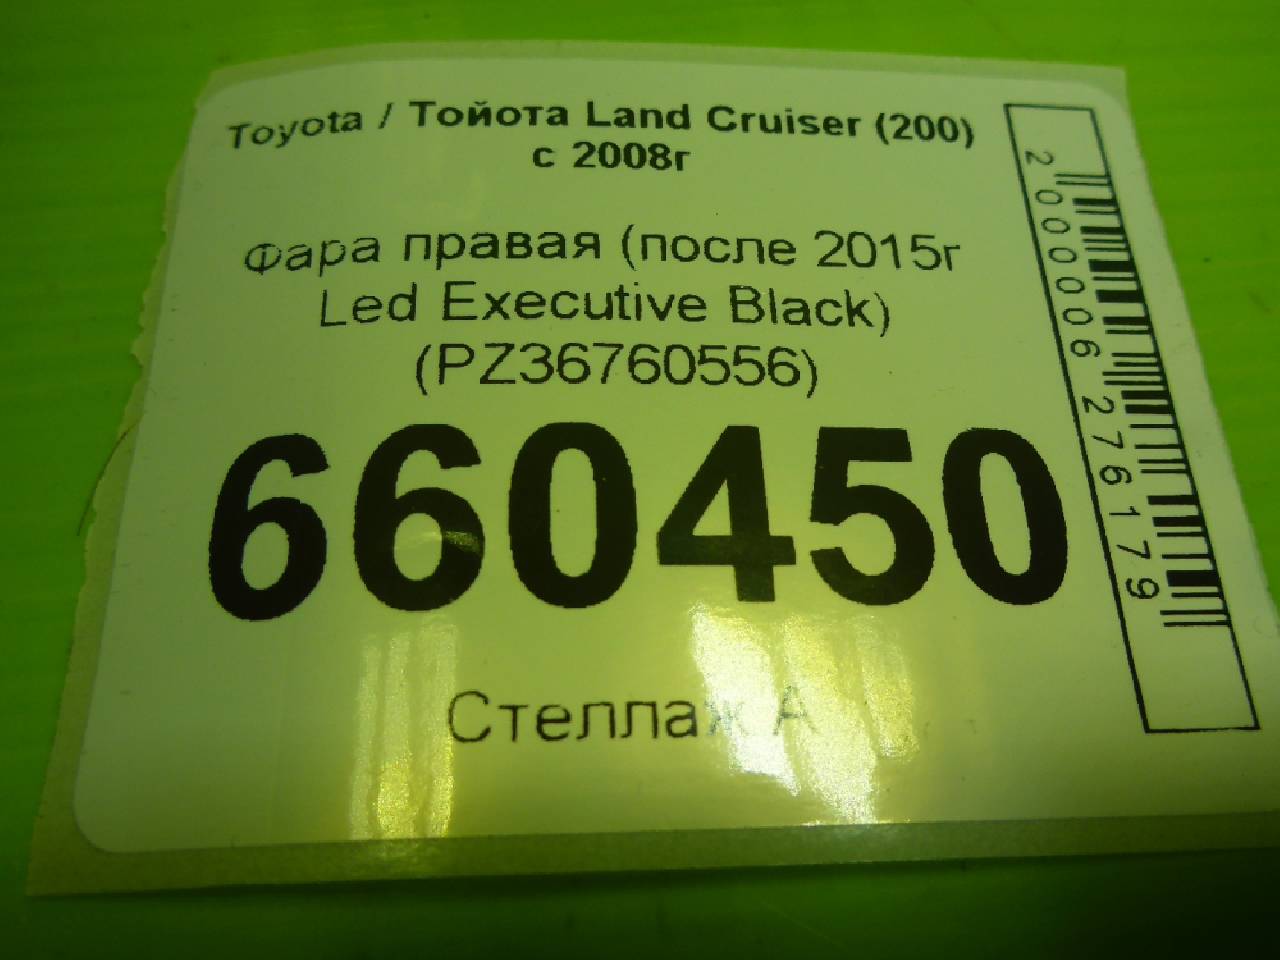 Toyota / Тойота Land Cruiser (200)
с 2008г
Фара правая (после 2015г
Led Executive Black)
(PZ36760556)
660450
Стеллаж А
2000006276179